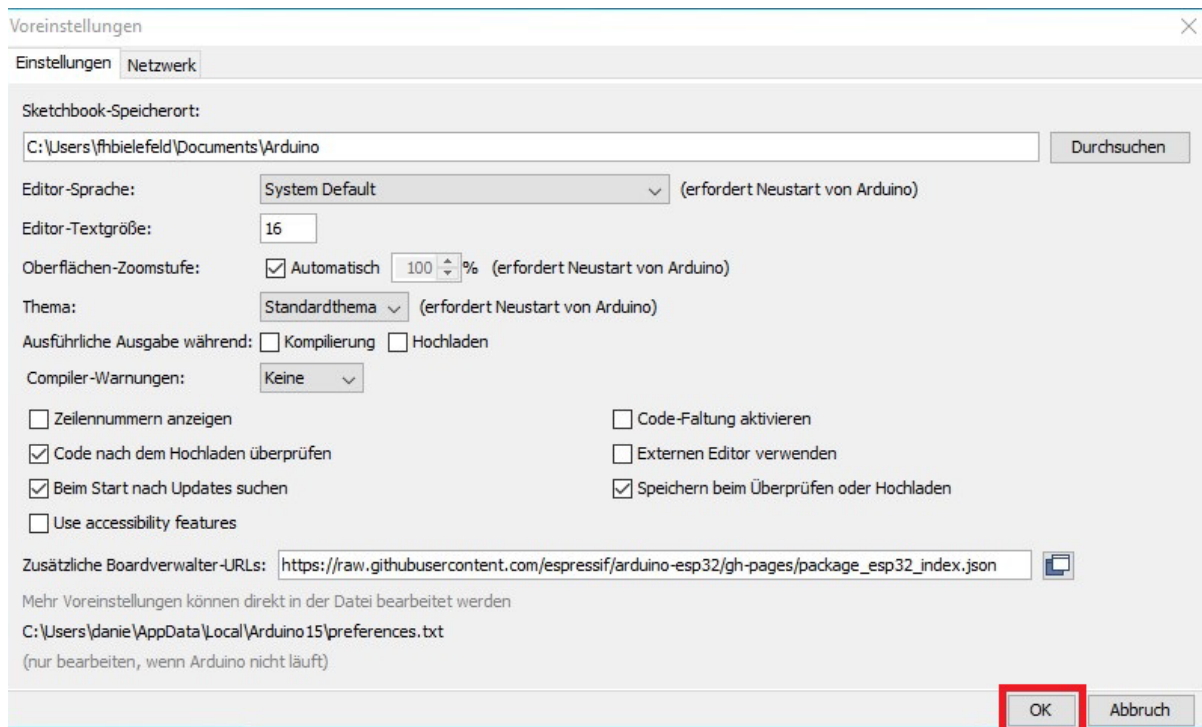 Voreinstellungen
Einstellungen Netzwerk
Sketchbook-Speicherort:
C:\Users\fhbielefeld\Documents\Arduino Durchsuchen
Editor-Sprache: System Default (erfordert Neustart von Arduino)
Editor-Textgröße: 16
Oberflächen-Zoomstufe: Automatisch 100 % (erfordert Neustart von Arduino)
Thema: Standardthema (erfordert Neustart von Arduino)
Ausführliche Ausgabe während: Kompilierung Hochladen
Compiler-Warnungen: Keine
Zeilennummern anzeigen Code-Faltung aktivieren
Code nach dem Hochladen überprüfen Externen Editor verwenden
Beim Start nach Updates suchen Speichern beim Überprüfen oder Hochladen
Use accessibility features
Zusätzliche Boardverwalter-URLs: https://raw.githubusercontent.com/espressif/arduino-esp32/gh-pages/package_esp32_index.json
Mehr Voreinstellungen können direkt in der Datei bearbeitet werden
C:\Users\danie\AppData\Local\Arduino15\preferences.txt
(nur bearbeiten, wenn Arduino nicht läuft)
OK Abbruch